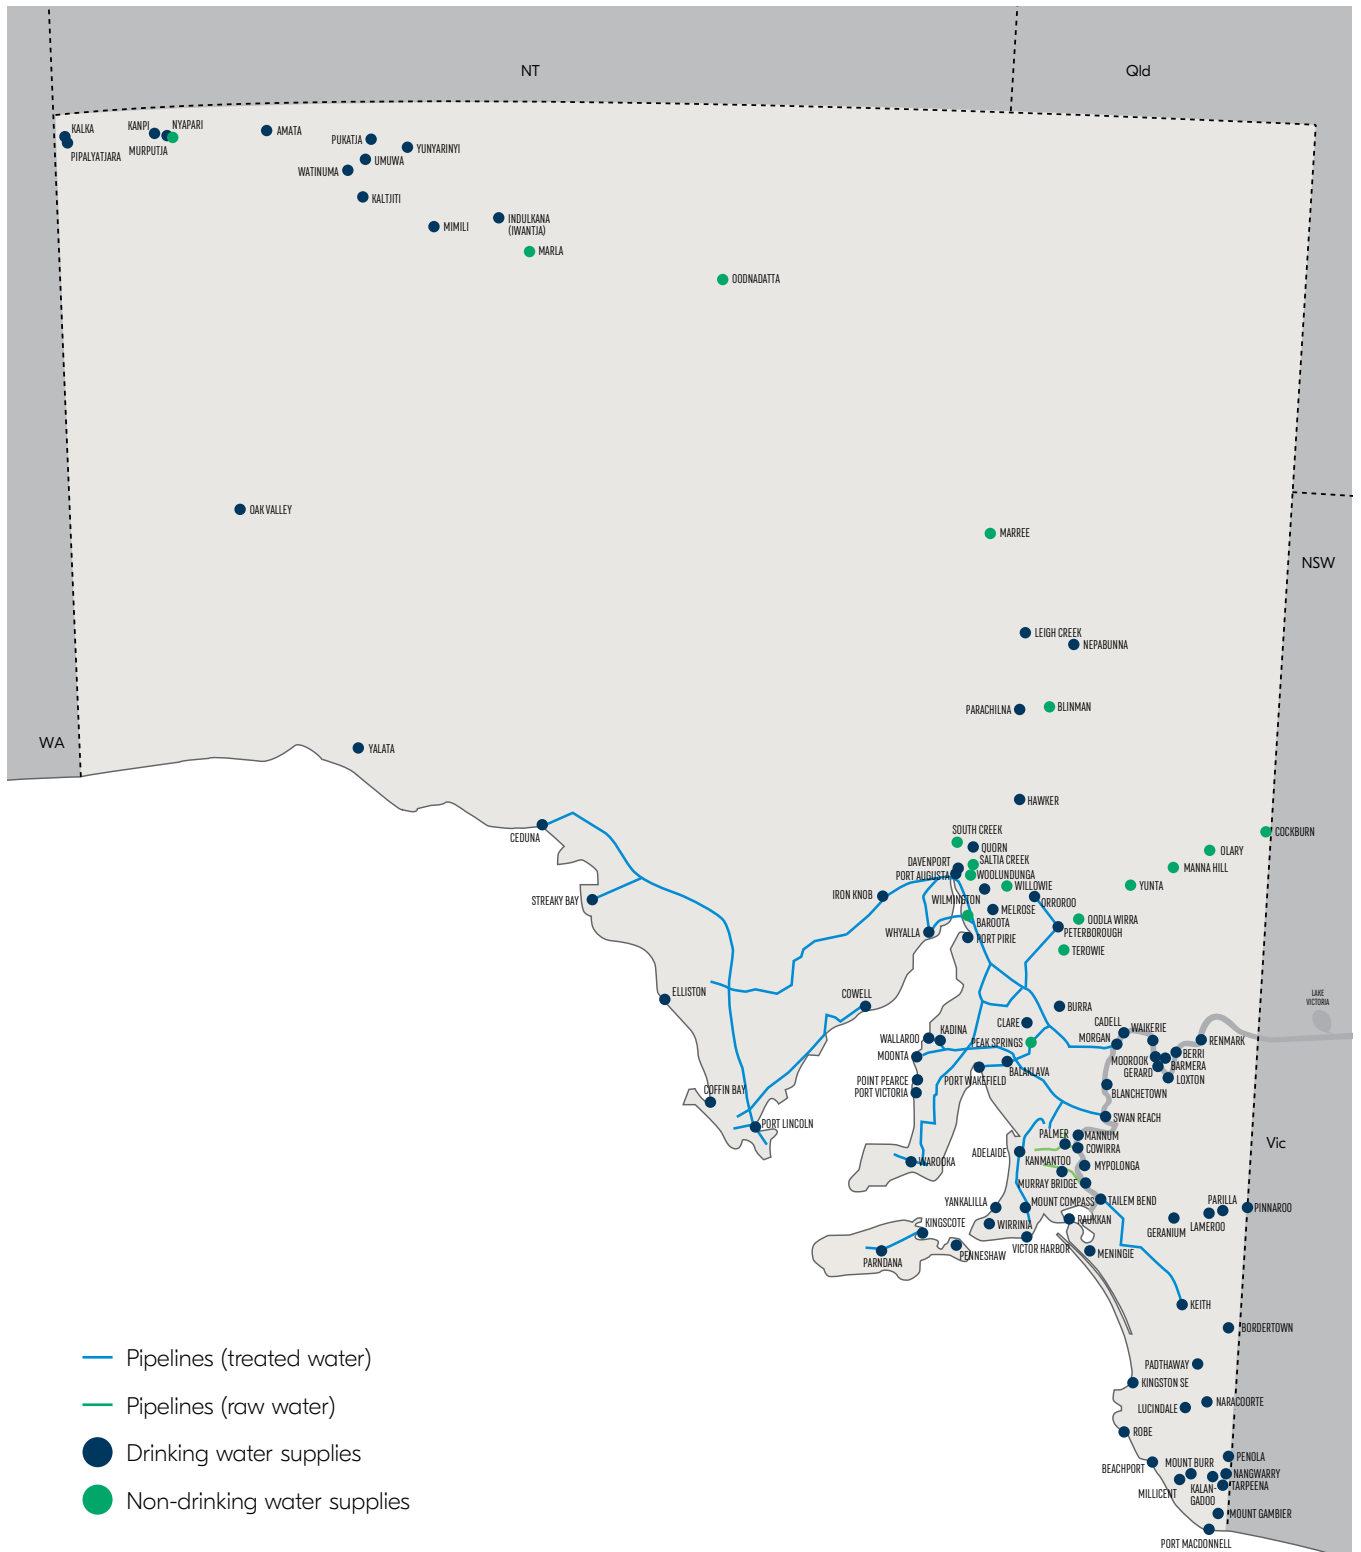 NT
Qld
KALKA
PIPALYATJARA
KANPI
NYAPARI
MURPUTJA
AMATA
PUKATJA
YUNYARINYI
UMUWA
WATINUMA
KALTJITI
MIMILI
INDULKANA
(IWANTJA)
MARLA
OODNADATTA
OAK VALLEY
MARREE
NSW
LEIGH CREEK
NEPABUNNA
PARACHILNA
BLINMAN
WA
YALATA
HAWKER
CEDUNA
SOUTH CREEK
QUORN
COCKBURN
OLARY
DAVENPORT
SALTIA CREEK
PORT AUGUSTA
WOOLUNDUNGA
MANNA HILL
STREAKY BAY
IRON KNOB
WILMINGTON
WILLOWIE
YUNTA
ORROROO
MELROSE
BAROOTA
OODLA WIRRA
WHYALLA
PORT PIRIE
PETERBOROUGH
TEROWIE
ELLISTON
COWELL
BURRA
LAKE
VICTORIA
CLARE
CADELL
WAIKERIE
WALLAROO
KADINA
PEAK SPRINGS
MORGAN
RENMARK
MOONTA
MOOROOK
BERRI
BARMERA
GERARD
LOXTON
BALAKLAVA
PORT WAKEFIELD
POINT PEARCE
PORT VICTORIA
COFFIN BAY
BLANCHETOWN
PORT LINCOLN
SWAN REACH
PALMER
MANNUM
COWIRRA
Vic
ADELAIDE
WAROOKA
KANMANTOO
MYPOLONGA
MURRAY BRIDGE
YANKALILLA
MOUNT COMPASS
TAILEM BEND
PARILLA
PINNAROO
KINGSCOTE
WIRRINIA
RAUKKAN
GERANIUM
LAMEROO
PARNDANA
PENNESHAW
VICTOR HARBOR
MENINGIE
KEITH
BORDERTOWN
Pipelines (treated water)
PADTHAWAY
KINGSTON SE
Pipelines (raw water)
LUCINDALE
NARACOORTE
ROBE
Drinking water supplies
BEACHPORT
MOUNT BURR
PENOLA
NANGWARRY
TARPEENA
MILLICENT
KALAN-
GADOO
Non-drinking water supplies
MOUNT GAMBIER
PORT MACDONNELL